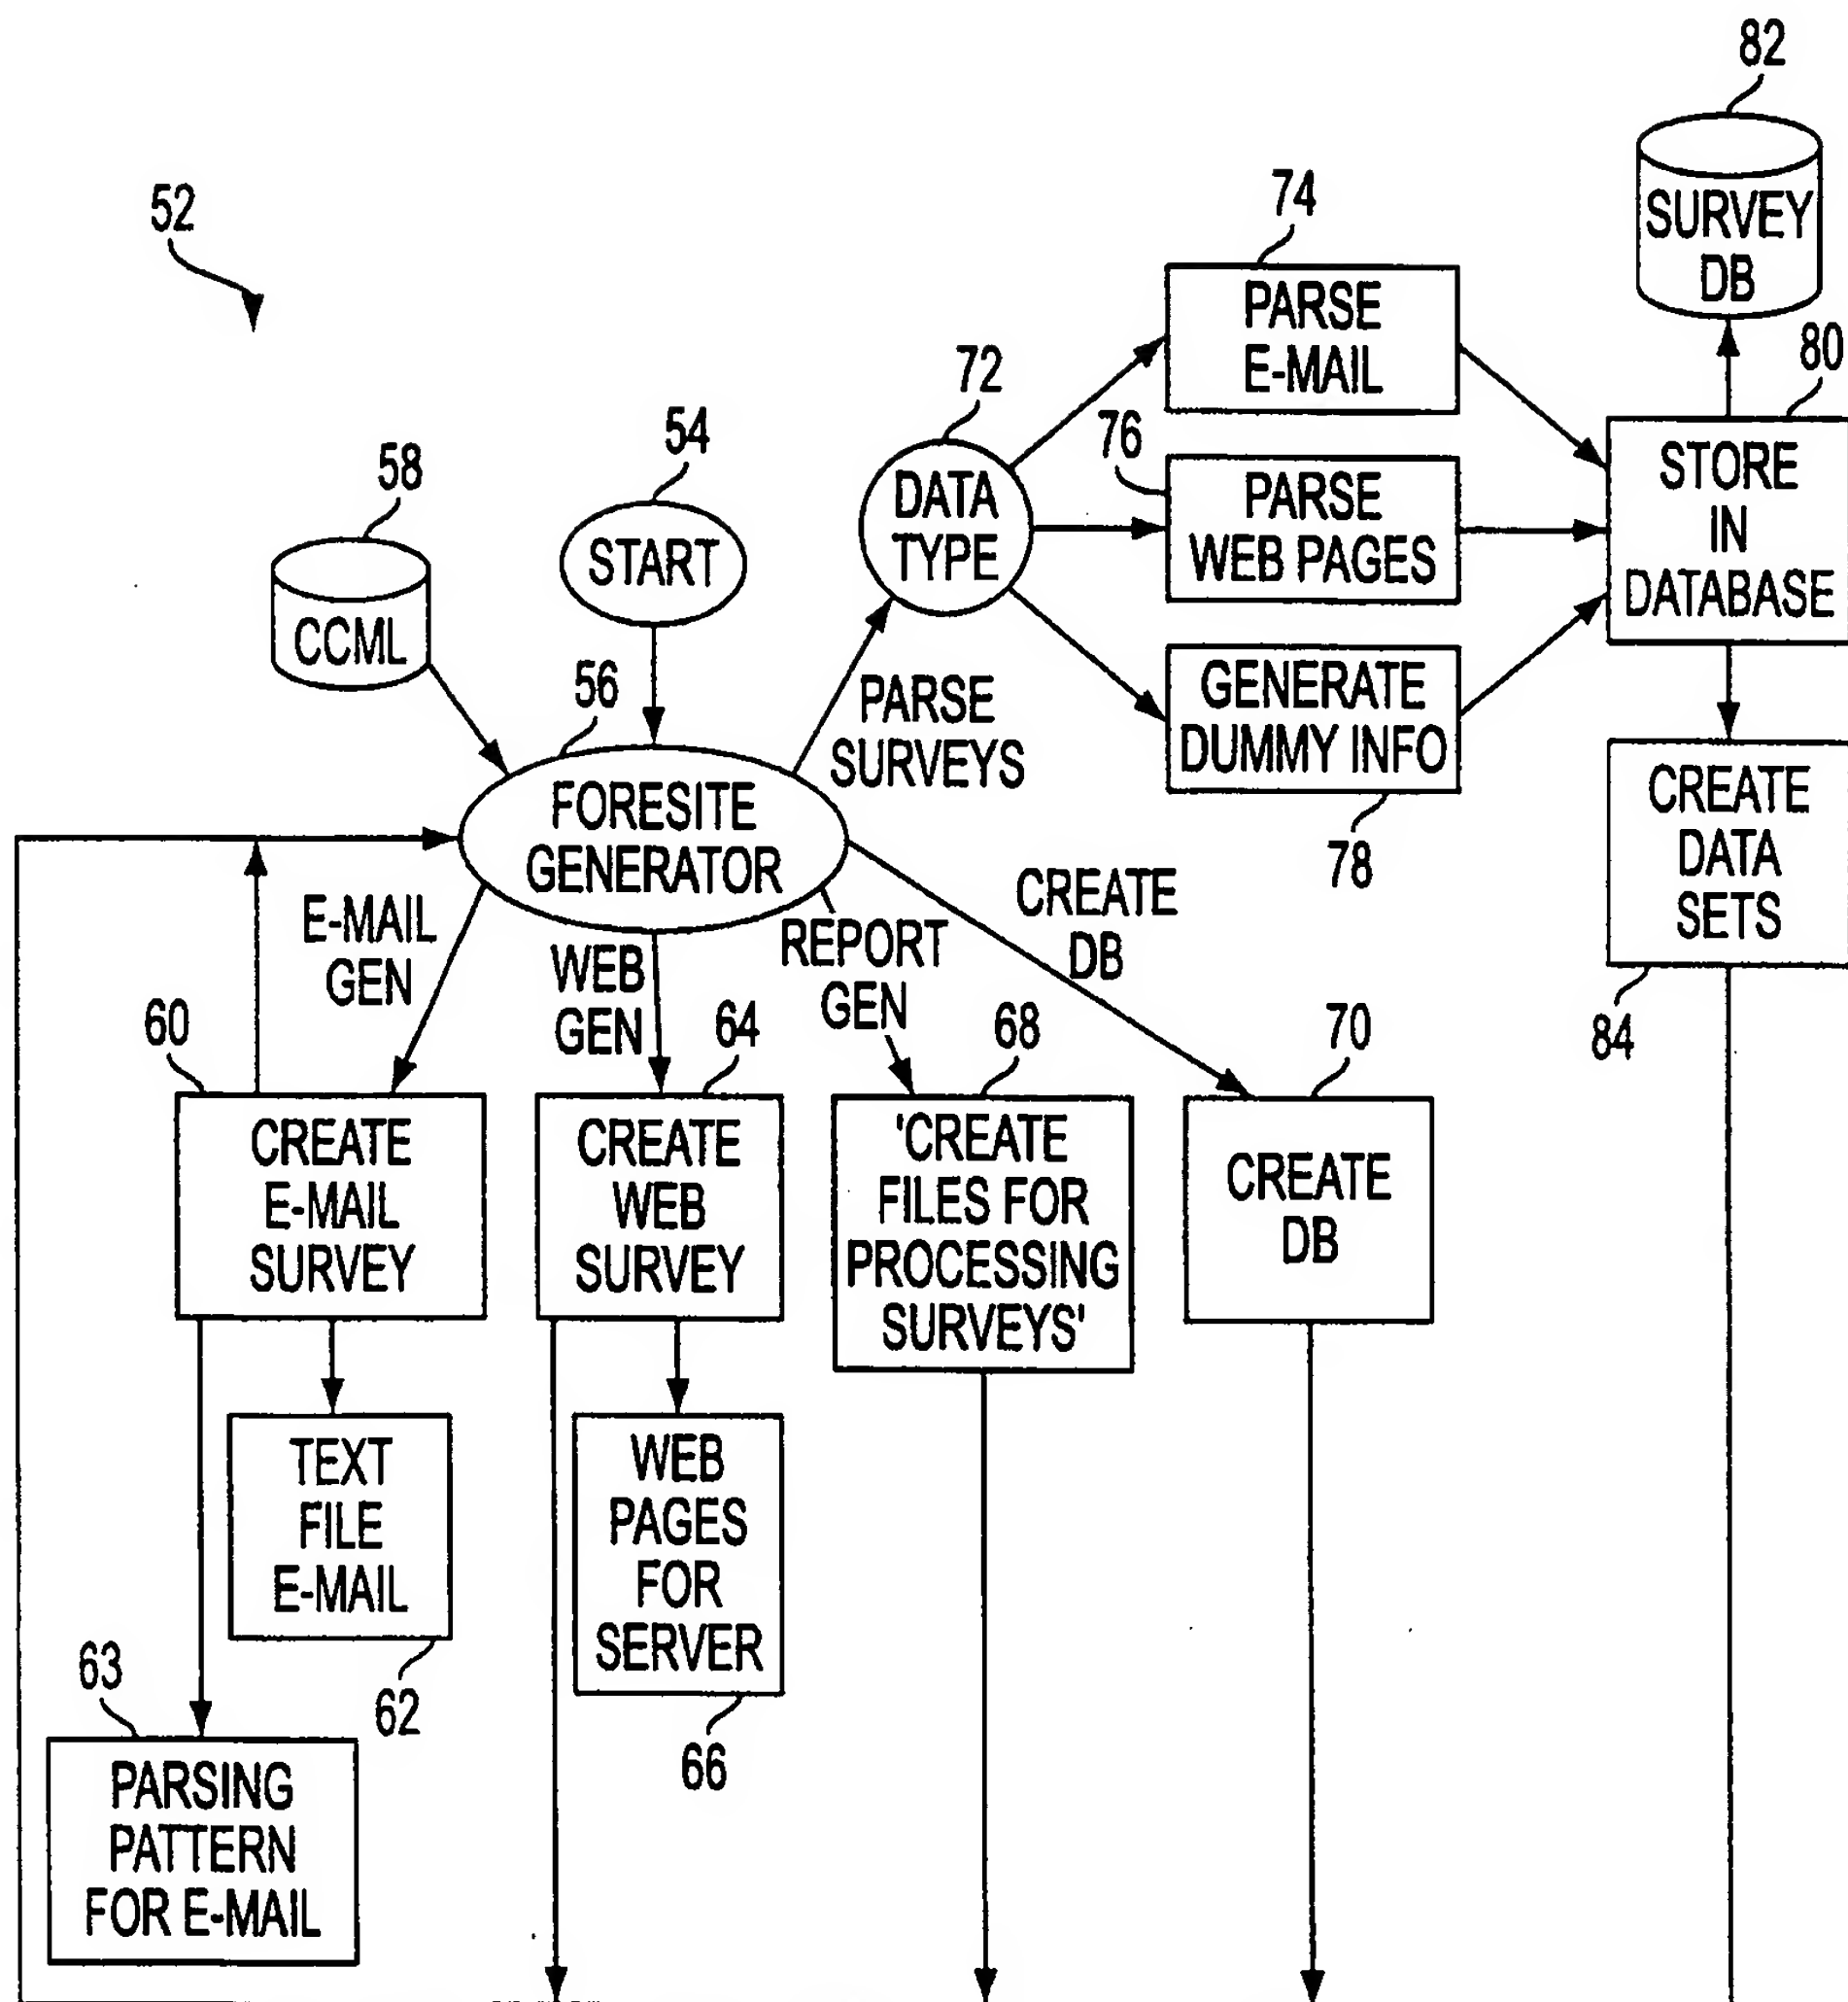 82
SURVEY
DB
52
74
PARSE
E-MAIL
80
72
54
76
58
DATA
TYPE
PARSE
WEB PAGES
STORE
IN
DATABASE
START
CCML
56
PARSE
SURVEYS
GENERATE
DUMMY INFO
78
FORESITE
GENERATOR
CREATE
DATA
SETS
84
E-MAIL
GEN
WEB
GEN
REPORT
GEN
CREATE
DB
60
64
68
70
CREATE
E-MAIL
SURVEY
CREATE
WEB
SURVEY
'CREATE
FILES FOR
PROCESSING
SURVEYS'
CREATE
DB
TEXT
FILE
E-MAIL
62
WEB
PAGES
FOR
SERVER
66
63
PARSING
PATTERN
FOR E-MAIL